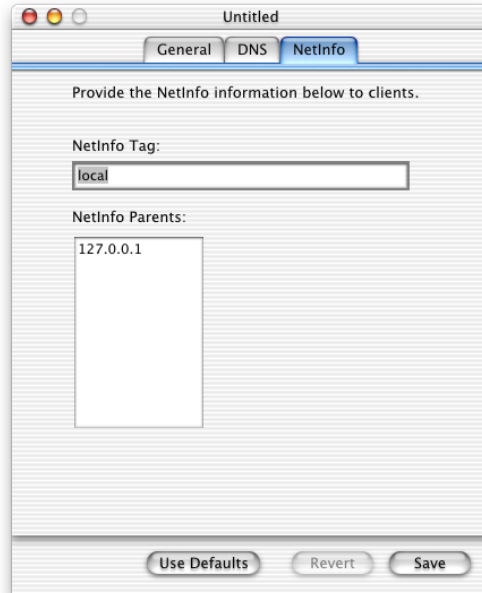 Untitled
General DNS NetInfo
Provide the NetInfo information below to clients.
NetInfo Tag:
local
NetInfo Parents:
127.0.0.1
Use Defaults Revert Save